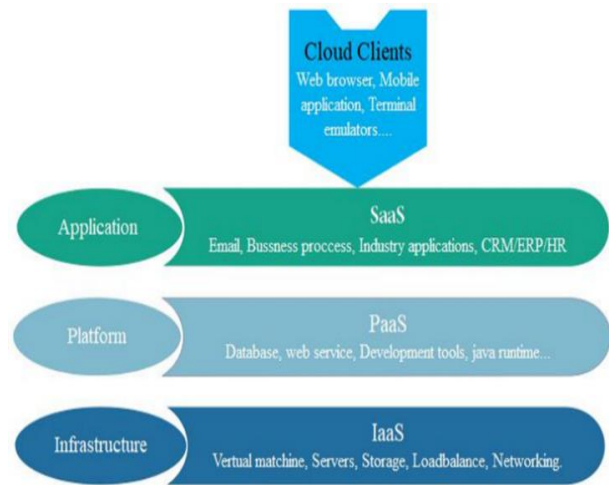 Cloud Clients
Web browser, Mobile
application, Terminal
emulators....
Application
SaaS
Email, Bussness proccess, Industry applications, CRM/ERP/HR
Platform
PaaS
Database, web service, Development tools, java runtime...
Infrastructure
IaaS
Vertual matchine, Servers, Storage, Loadbalance, Networking.